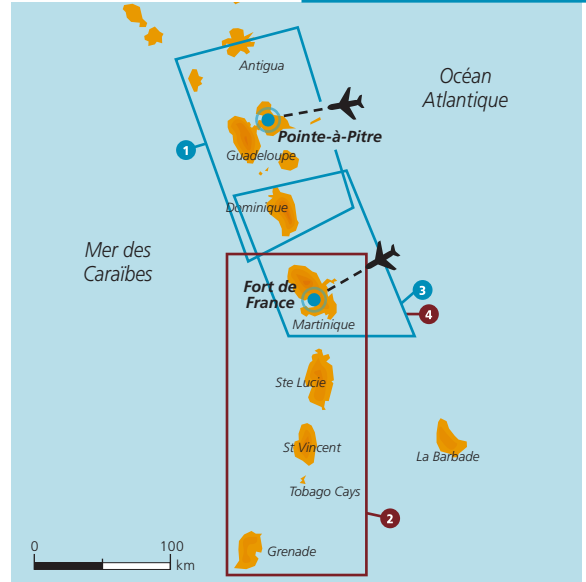 Antigua
Océan
Atlantique
Pointe-à-Pitre
1
Guadeloupe
Dominique
Mer des
Caraïbes
Fort de
France
3
Martinique
4
Ste Lucie
St Vincent
La Barbade
Tobago Cays
2
0
100
Grenade
km